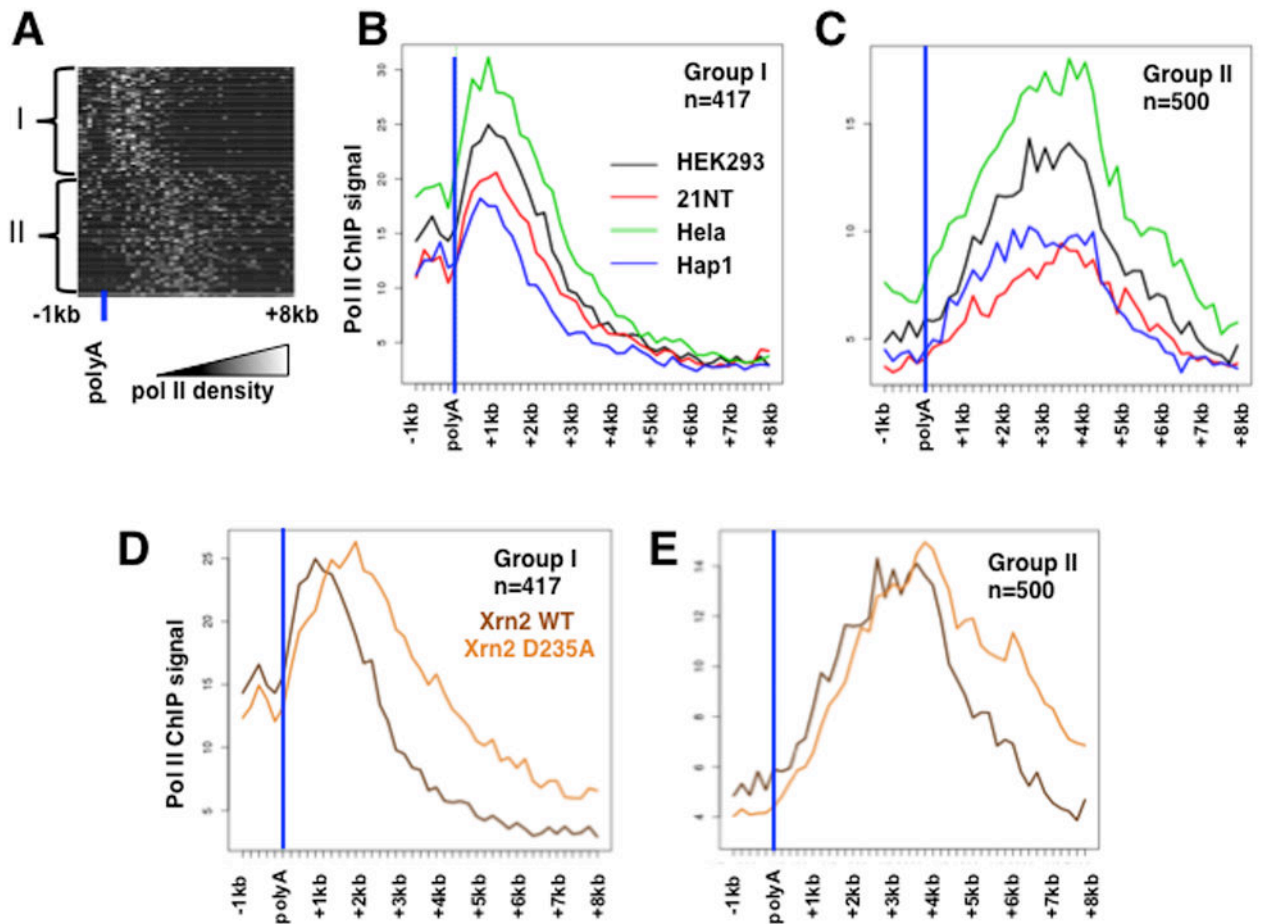 A
I
II
-1kb
+8kb
polyA
pol II density
B
Group I
n=417
HEK293
21NT
Hela
Hap1
Pol II ChIP signal
30
25
20
15
10
5
-1kb
polyA
+1kb
+2kb
+3kb
+4kb
+5kb
+6kb
+7kb
+8kb
C
Group II
n=500
15
10
5
-1kb
polyA
+1kb
+2kb
+3kb
+4kb
+5kb
+6kb
+7kb
+8kb
D
Group I
n=417
Xrn2 WT
Xrn2 D235A
Pol II ChIP signal
25
20
15
10
5
-1kb
polyA
+1kb
+2kb
+3kb
+4kb
+5kb
+6kb
+7kb
+8kb
E
Group II
n=500
14
12
10
8
6
4
-1kb
polyA
+1kb
+2kb
+3kb
+4kb
+5kb
+6kb
+7kb
+8kb